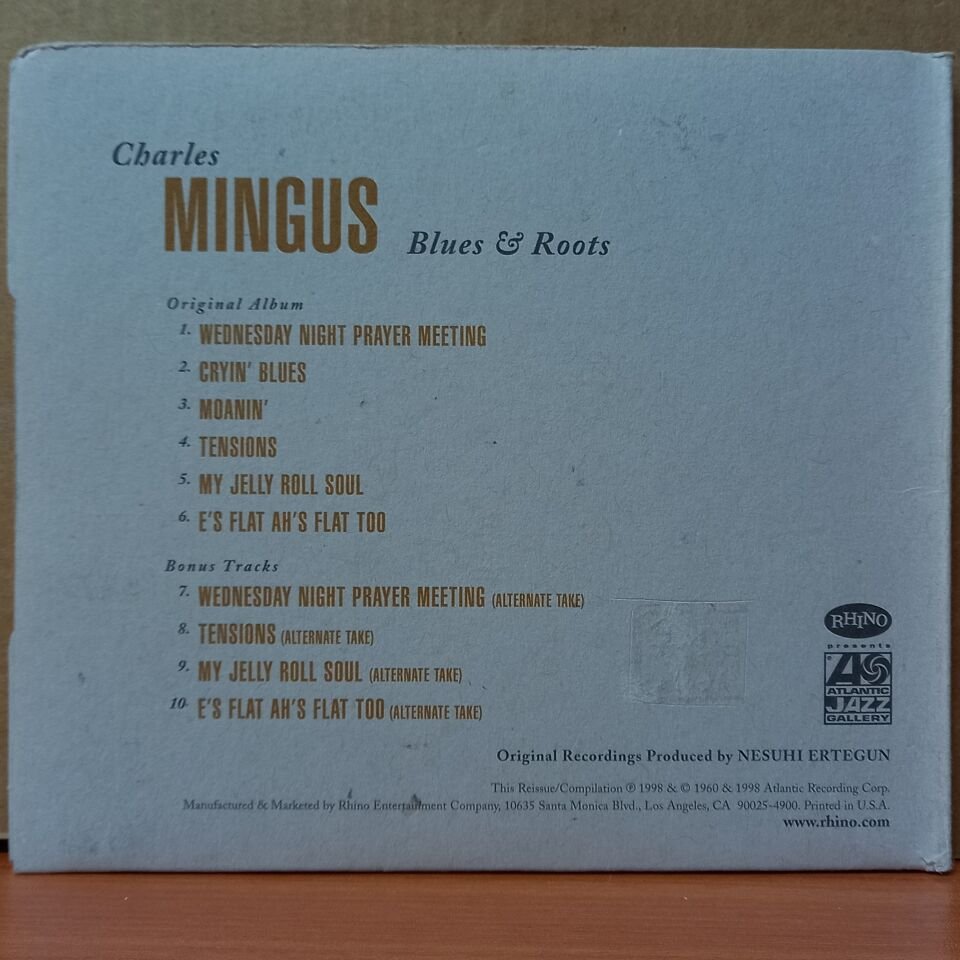 Charles
MINGUS
Blues & Roots
Original Album
1. WEDNESDAY NIGHT PRAYER MEETING
2. CRYIN' BLUES
3. MOANIN'
4. TENSIONS
5. MY JELLY ROLL SOUL
6. E'S FLAT AH'S FLAT TOO
Bonus Tracks
7. WEDNESDAY NIGHT PRAYER MEETING (ALTERNATE TAKE)
8. TENSIONS (ALTERNATE TAKE)
9. MY JELLY ROLL SOUL (ALTERNATE TAKE)
10. E'S FLAT AH'S FLAT TOO (ALTERNATE TAKE)
RHINO
presents
ATLANTIC
JAZZ
GALLERY
Original Recordings Produced by NESUHI ERTEGUN
This Reissue/Compilation ℗ 1998 & © 1960 & 1998 Atlantic Recording Corp.
Manufactured & Marketed by Rhino Entertainment Company, 10635 Santa Monica Blvd., Los Angeles, CA 90025-4900. Printed in U.S.A.
www.rhino.com